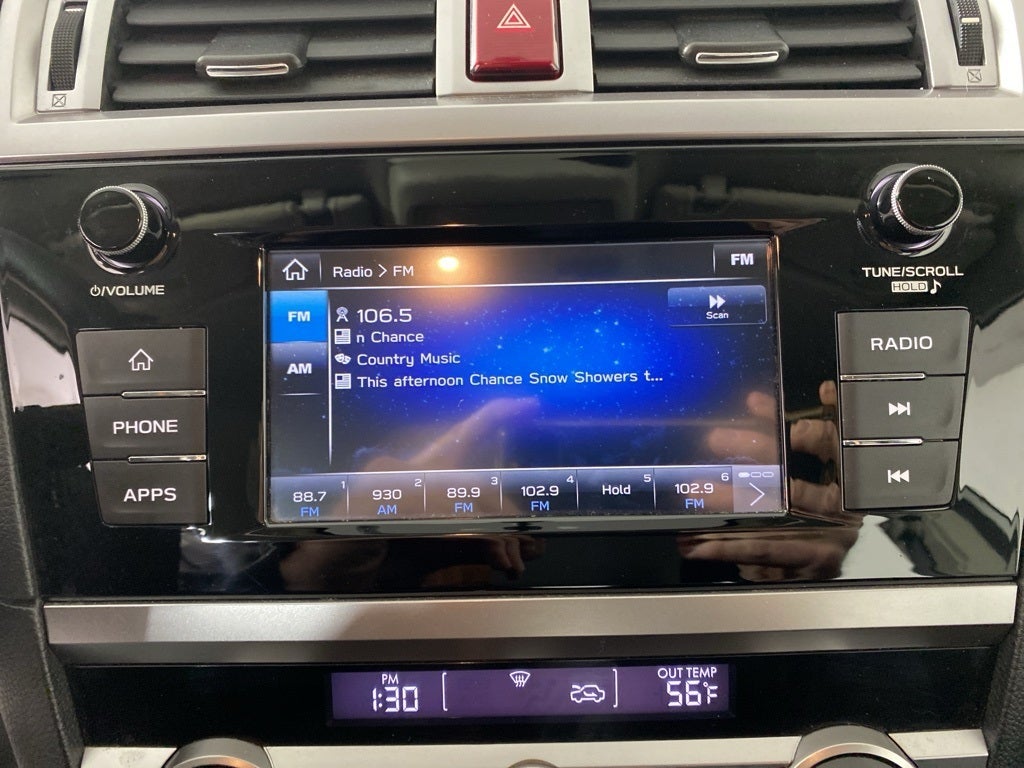 ⏻/VOLUME
TUNE/SCROLL
HOLD ♪
PHONE
APPS
RADIO
Radio > FM
FM
FM
AM
106.5
Scan
n Chance
Country Music
This afternoon Chance Snow Showers t...
88.7 1
FM
930 2
AM
89.9 3
FM
102.9 4
FM
Hold 5
102.9 6
FM
PM
1:30
OUT TEMP
56°F